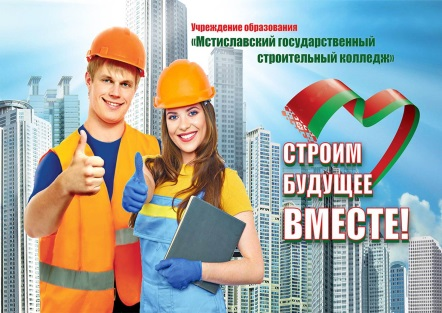 Учреждение образования
«Мстиславский государственный
строительный колледж»
СТРОИМ
БУДУЩЕЕ
ВМЕСТЕ!